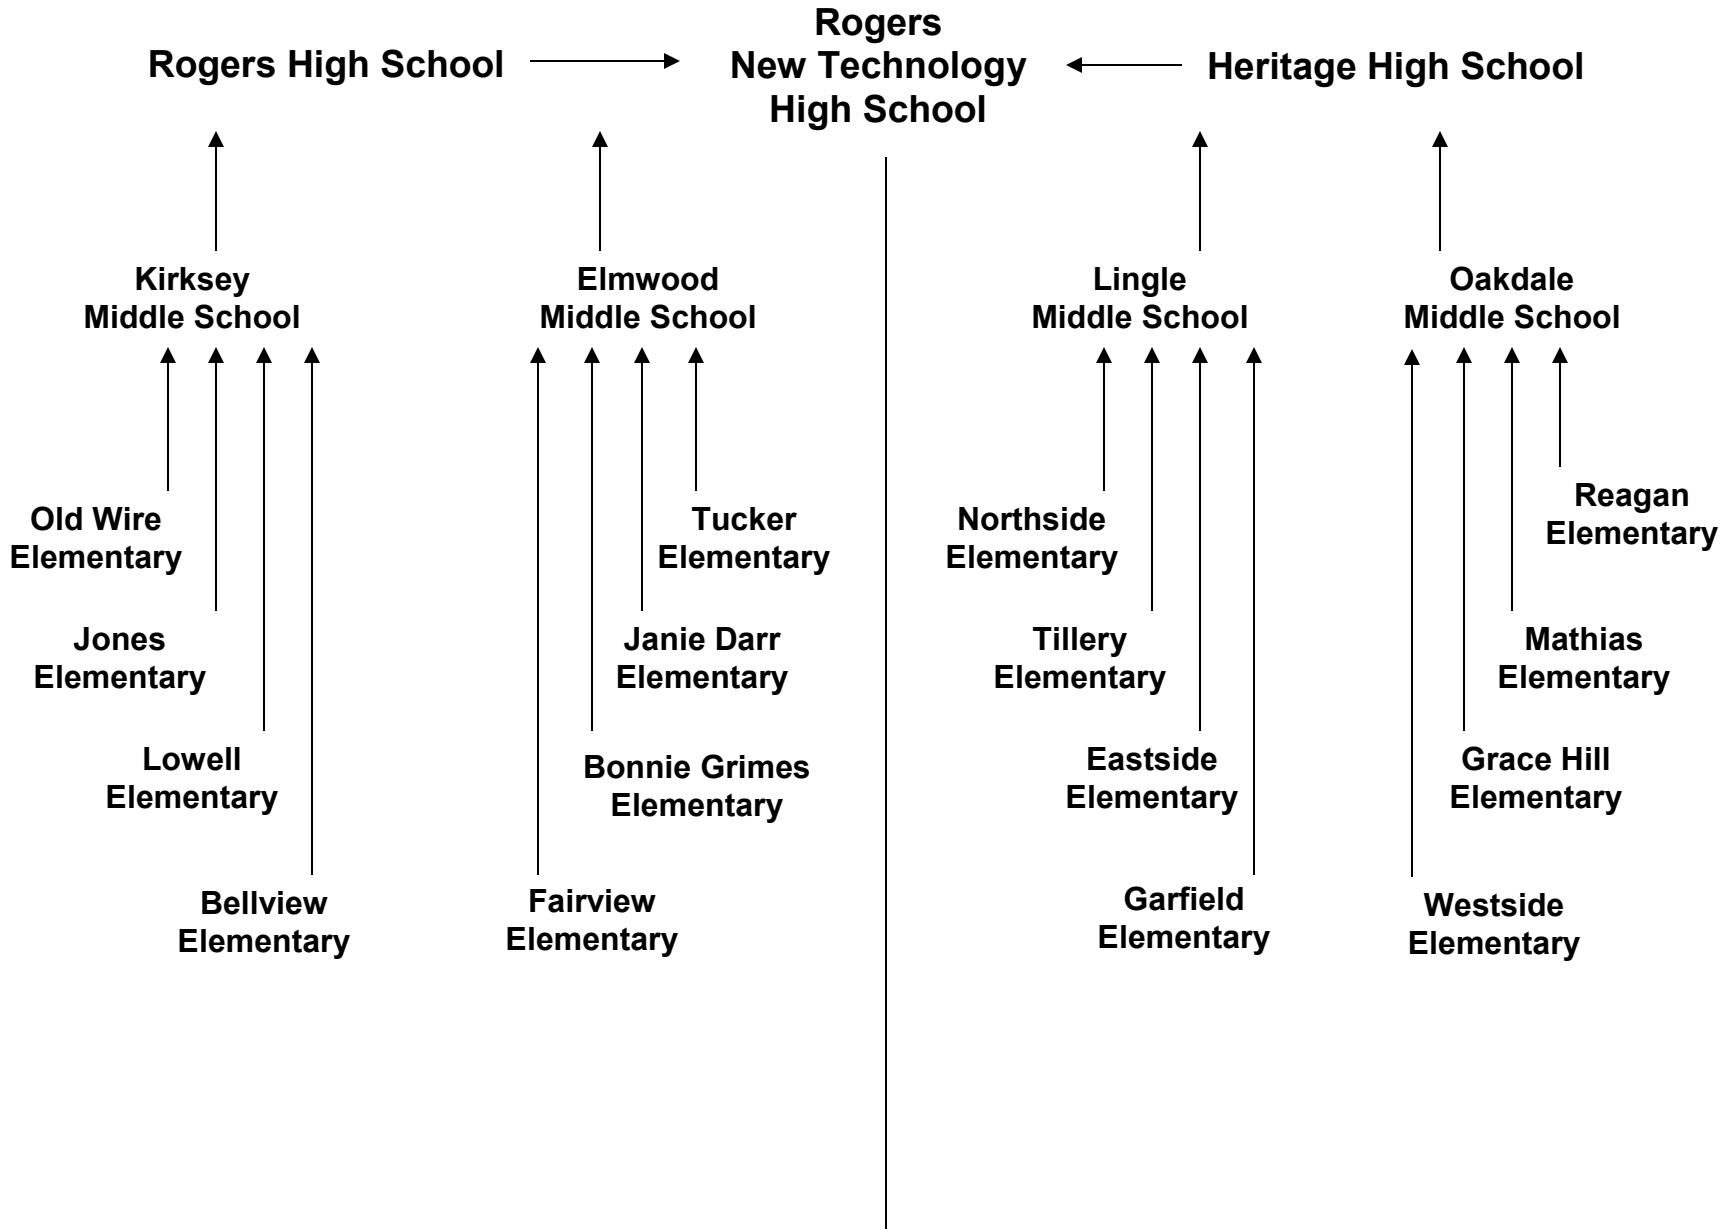 Rogers High School
Rogers
New Technology
High School
Heritage High School
Kirksey
Middle School
Elmwood
Middle School
Lingle
Middle School
Oakdale
Middle School
Old Wire
Elementary
Jones
Elementary
Lowell
Elementary
Bellview
Elementary
Tucker
Elementary
Janie Darr
Elementary
Bonnie Grimes
Elementary
Fairview
Elementary
Northside
Elementary
Tillery
Elementary
Eastside
Elementary
Garfield
Elementary
Reagan
Elementary
Mathias
Elementary
Grace Hill
Elementary
Westside
Elementary